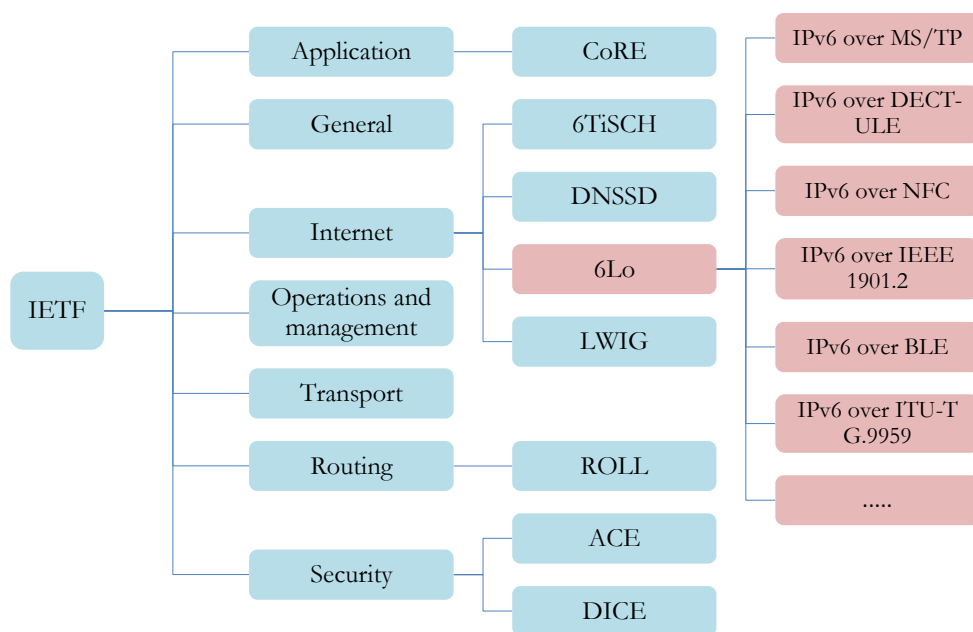 IETF
Application
General
Internet
Operations and
management
Transport
Routing
Security
CoRE
6TiSCH
DNSSD
6Lo
LWIG
ROLL
ACE
DICE
IPv6 over MS/TP
IPv6 over DECT-
ULE
IPv6 over NFC
IPv6 over IEEE
1901.2
IPv6 over BLE
IPv6 over ITU-T
G.9959
.....